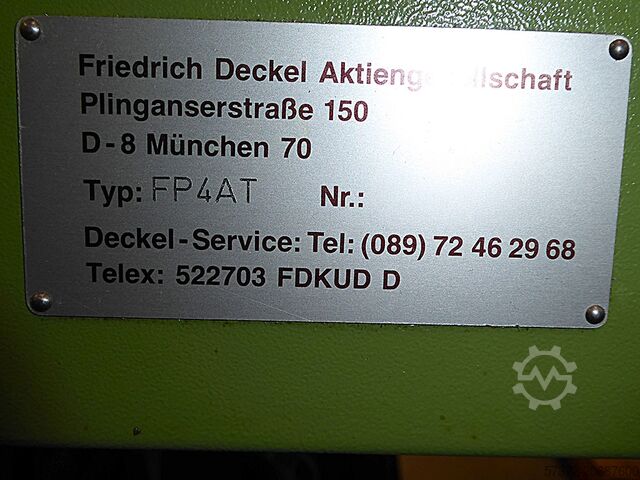 Friedrich Deckel
Plinganserstraße 150
D-8 München 70
Typ: FP4AT Nr.:
Deckel-Service: Tel: (089) 72 46 29 68
Telex: 522703 FDKUD D